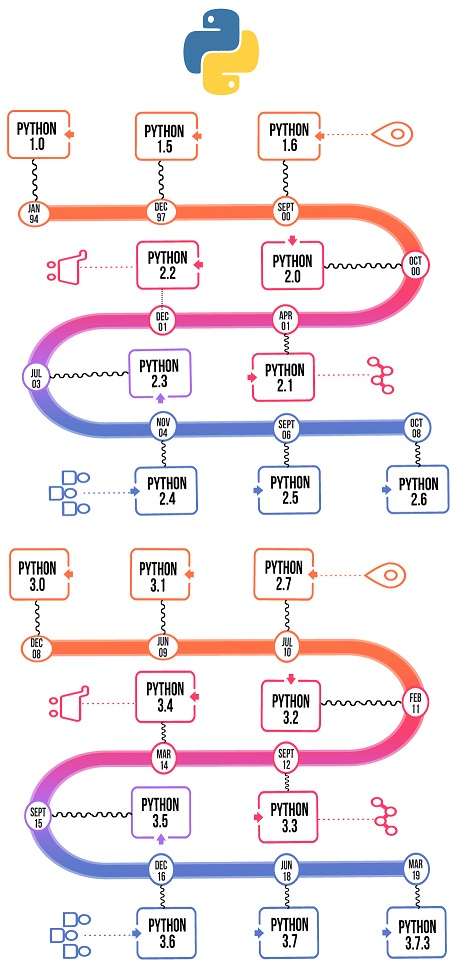 PYTHON
1.0
PYTHON
1.5
PYTHON
1.6
JAN
94
DEC
97
SEPT
00
PYTHON
2.2
PYTHON
2.0
OCT
00
DEC
01
APR
01
JUL
03
PYTHON
2.3
PYTHON
2.1
NOV
04
SEPT
06
OCT
08
PYTHON
2.4
PYTHON
2.5
PYTHON
2.6
PYTHON
3.0
PYTHON
3.1
PYTHON
2.7
DEC
08
JUN
09
JUL
10
PYTHON
3.4
PYTHON
3.2
FEB
11
MAR
14
SEPT
12
SEPT
15
PYTHON
3.5
PYTHON
3.3
DEC
16
JUN
18
MAR
19
PYTHON
3.6
PYTHON
3.7
PYTHON
3.7.3